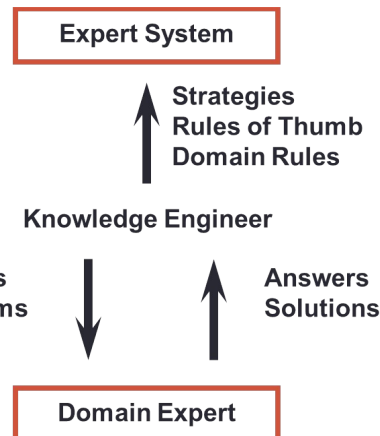 Expert System
Strategies
Rules of Thumb
Domain Rules
Knowledge Engineer
Answers
Solutions
Domain Expert